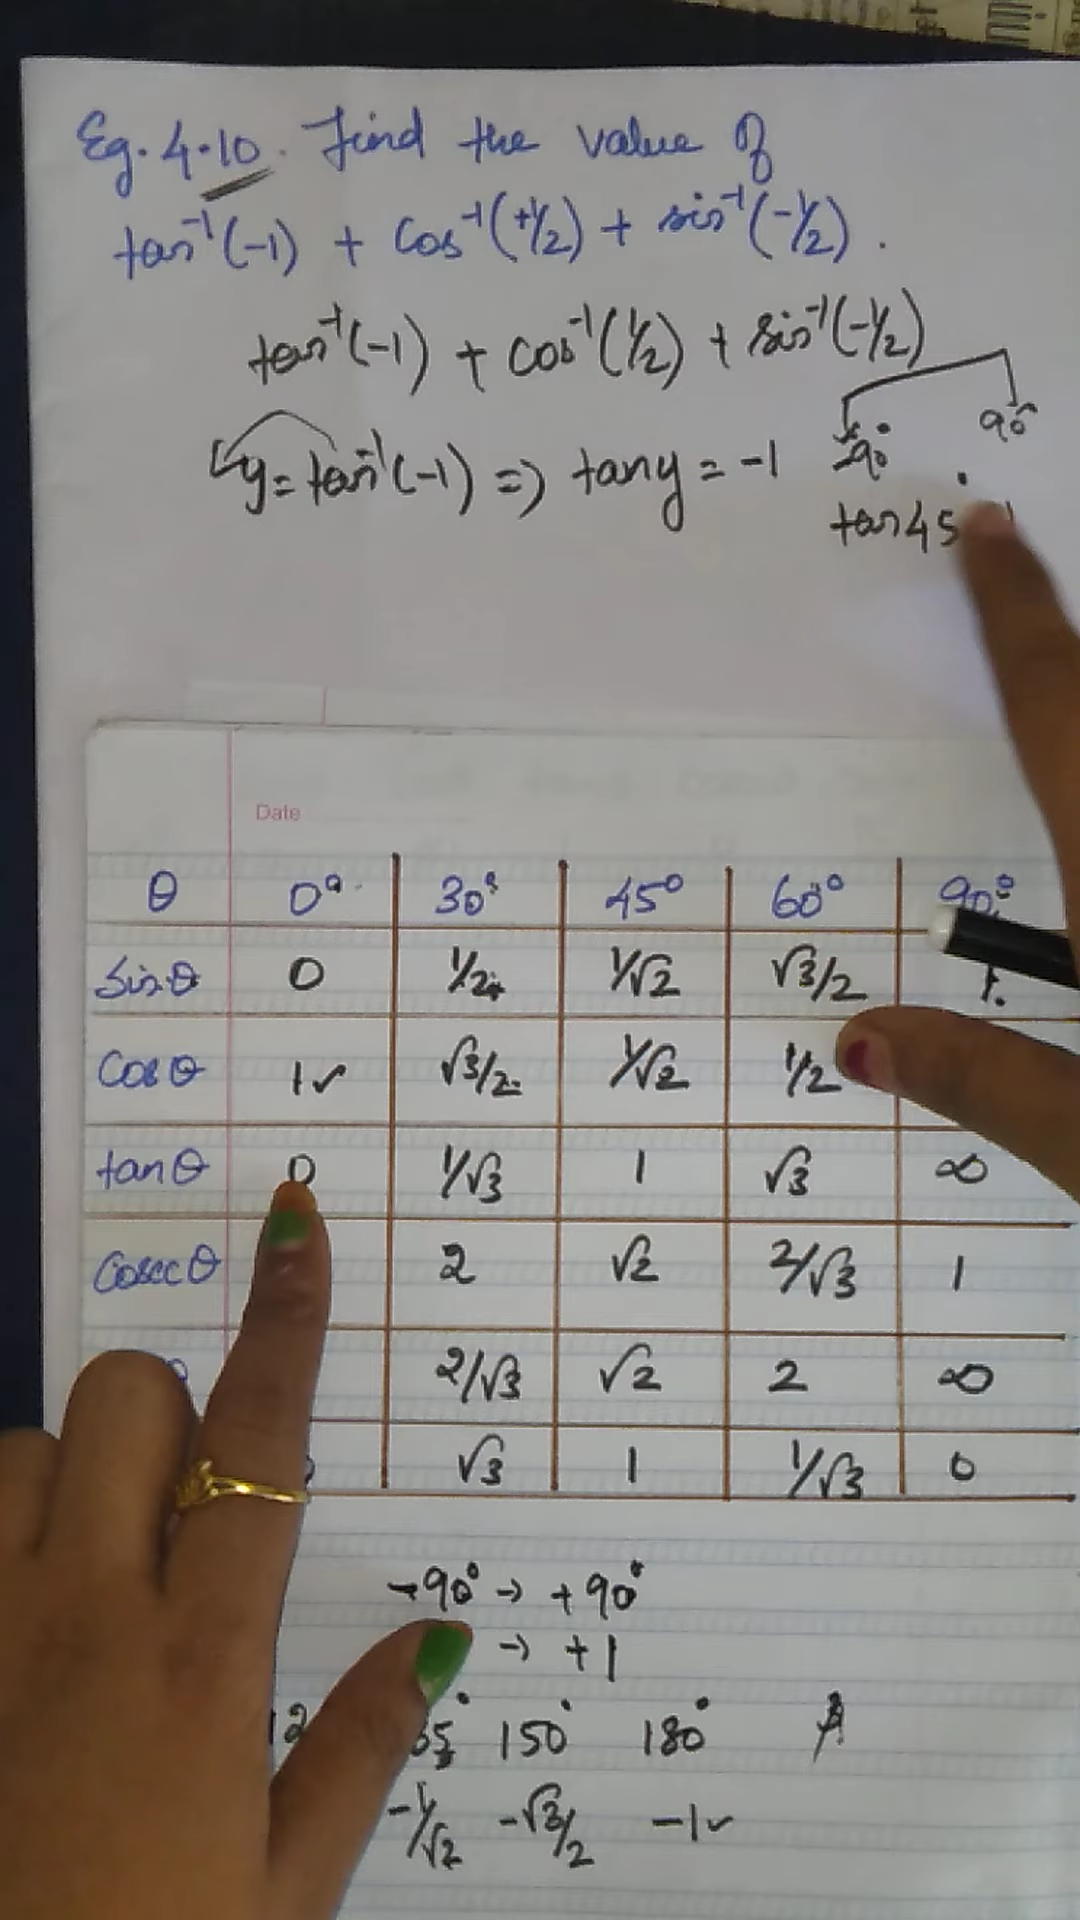 Eg. 4.10. Find the value of
tan⁻¹(-1) + Cos⁻¹(+1/2) + sin⁻¹(-1/2).
tan⁻¹(-1) + cos⁻¹(1/2) + sin⁻¹(-1/2)
y = tan⁻¹(-1) => tan y = -1 -90° 90°
tan 45
Date
θ 0° 30° 45° 60° 90°
Sinθ 0 1/2 1/√2 √3/2 1.
Cosθ 1✓ √3/2 1/√2 1/2
tanθ 0 1/√3 1 √3 ∞
Cosecθ 2 √2 2/√3 1
2/√3 √2 2 ∞
√3 1 1/√3 0
-90° → +90°
→ +1
150° 180°
-1/√2 -√3/2 -1✓